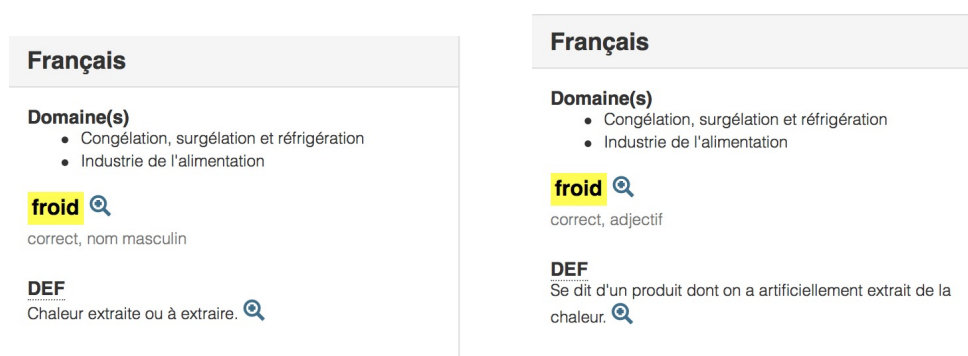 Français
Domaine(s)
• Congélation, surgélation et réfrigération
• Industrie de l'alimentation
froid
correct, nom masculin
DEF
Chaleur extraite ou à extraire.
Français
Domaine(s)
• Congélation, surgélation et réfrigération
• Industrie de l'alimentation
froid
correct, adjectif
DEF
Se dit d'un produit dont on a artificiellement extrait de la
chaleur.